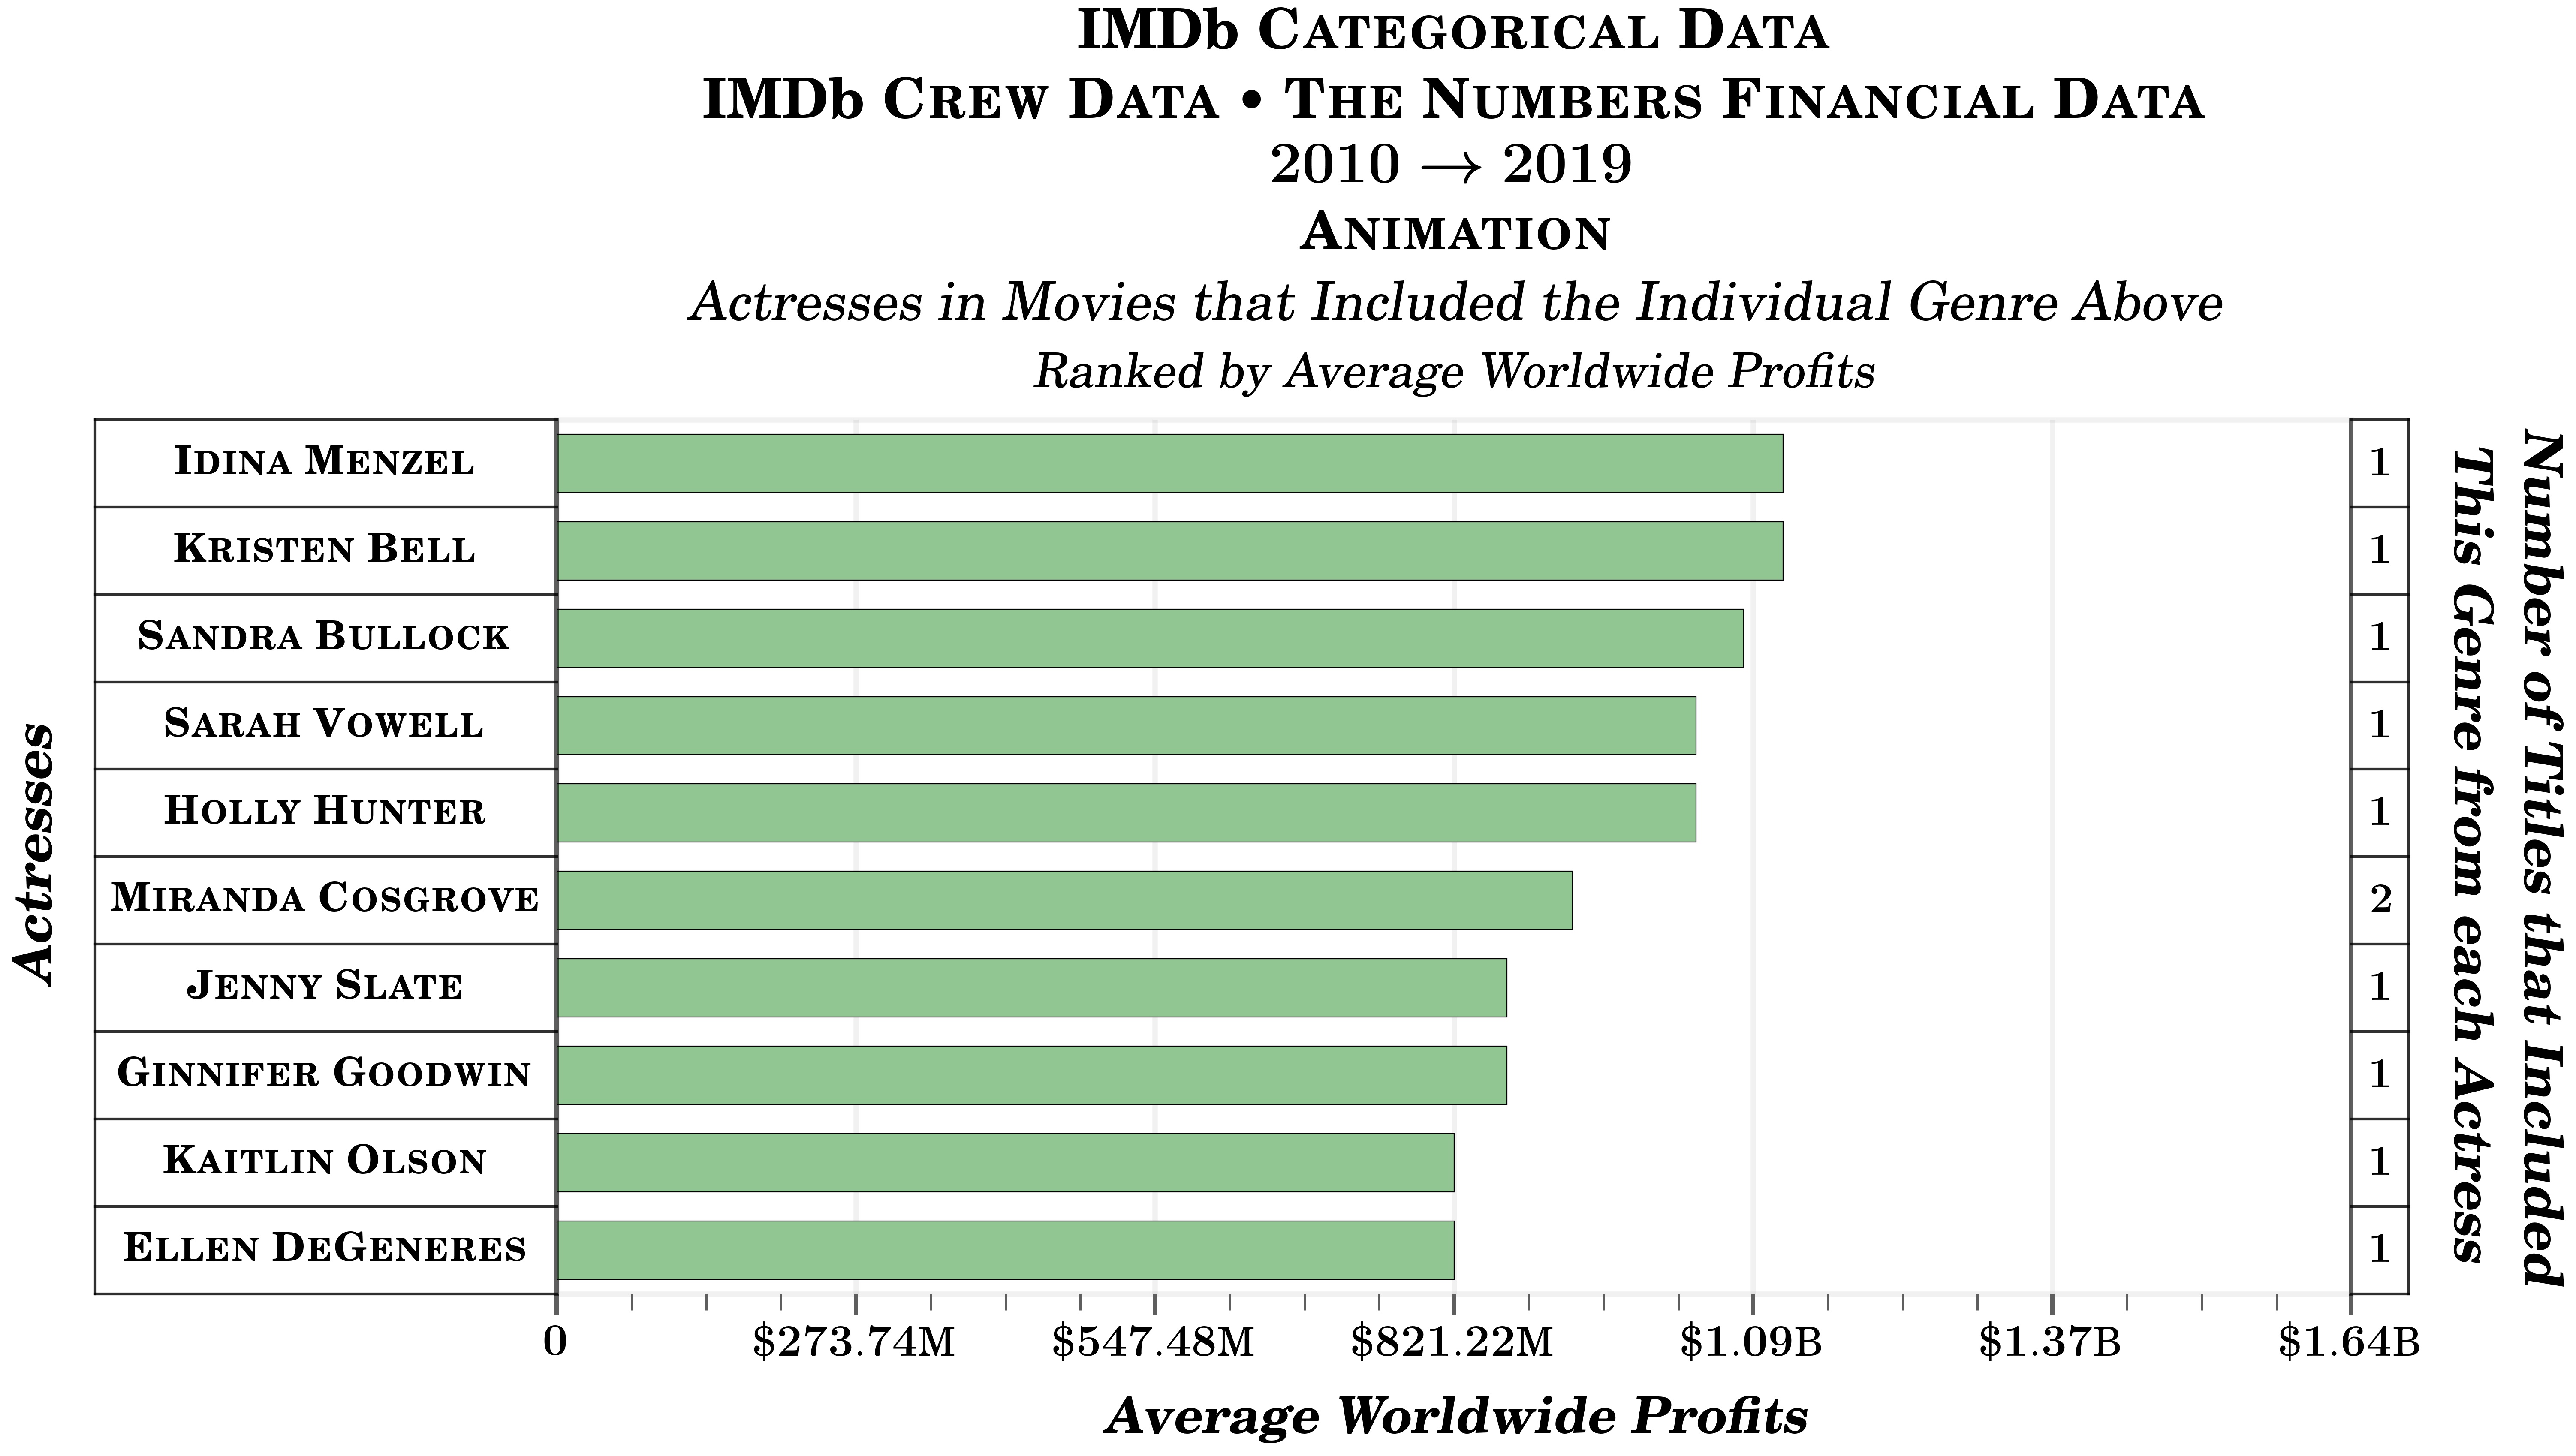 IMDb Categorical Data
IMDb Crew Data • The Numbers Financial Data
2010 → 2019
Animation
Actresses in Movies that Included the Individual Genre Above
Ranked by Average Worldwide Profits
Actresses
Idina Menzel 1
Kristen Bell 1
Sandra Bullock 1
Sarah Vowell 1
Holly Hunter 1
Miranda Cosgrove 2
Jenny Slate 1
Ginnifer Goodwin 1
Kaitlin Olson 1
Ellen DeGeneres 1
Number of Titles that Included
This Genre from each Actress
0 $273.74M $547.48M $821.22M $1.09B $1.37B $1.64B
Average Worldwide Profits